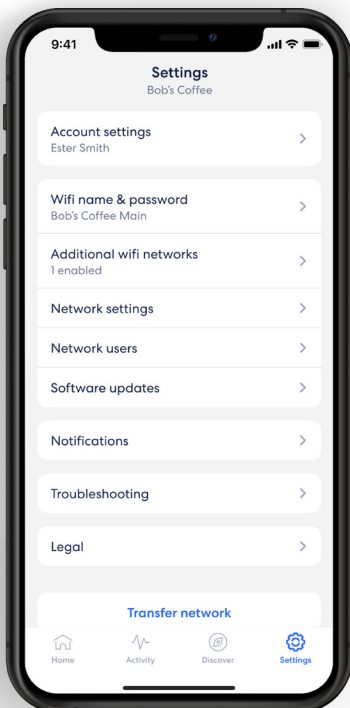 9:41
Settings
Bob's Coffee
Account settings
Ester Smith
Wifi name & password
Bob's Coffee Main
Additional wifi networks
1 enabled
Network settings
Network users
Software updates
Notifications
Troubleshooting
Legal
Transfer network
Home Activity Discover Settings